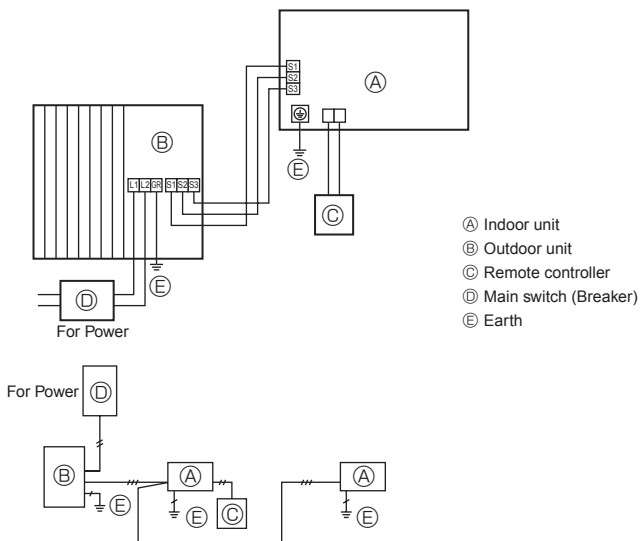 S1
S2
S3
Ⓐ
Ⓑ
Ⓔ
L1 L2 GR S1 S2 S3
Ⓒ
Ⓔ
Ⓓ
For Power
Ⓐ Indoor unit
Ⓑ Outdoor unit
Ⓒ Remote controller
Ⓓ Main switch (Breaker)
Ⓔ Earth
For Power Ⓓ
Ⓑ Ⓐ Ⓐ
Ⓔ Ⓔ Ⓒ Ⓔ